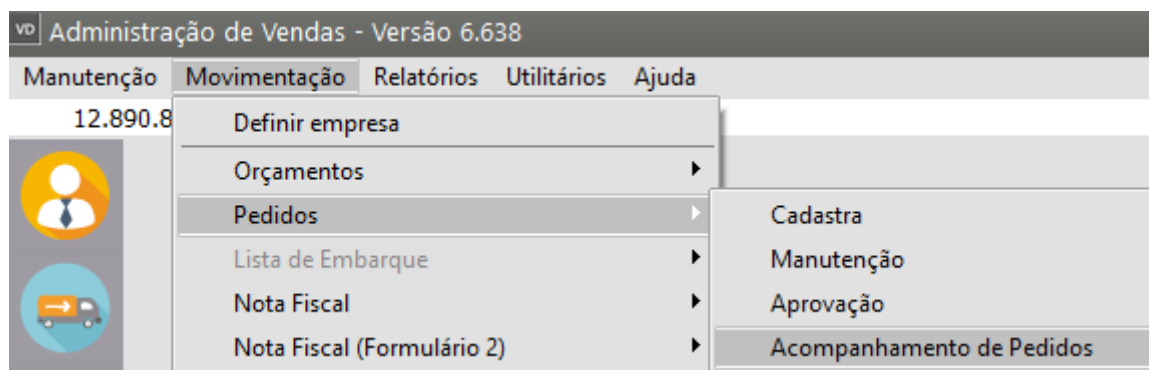 VD Administração de Vendas - Versão 6.638
Manutenção Movimentação Relatórios Utilitários Ajuda
12.890.8
Definir empresa
Orçamentos
Pedidos
Lista de Embarque
Nota Fiscal
Nota Fiscal (Formulário 2)
Cadastra
Manutenção
Aprovação
Acompanhamento de Pedidos